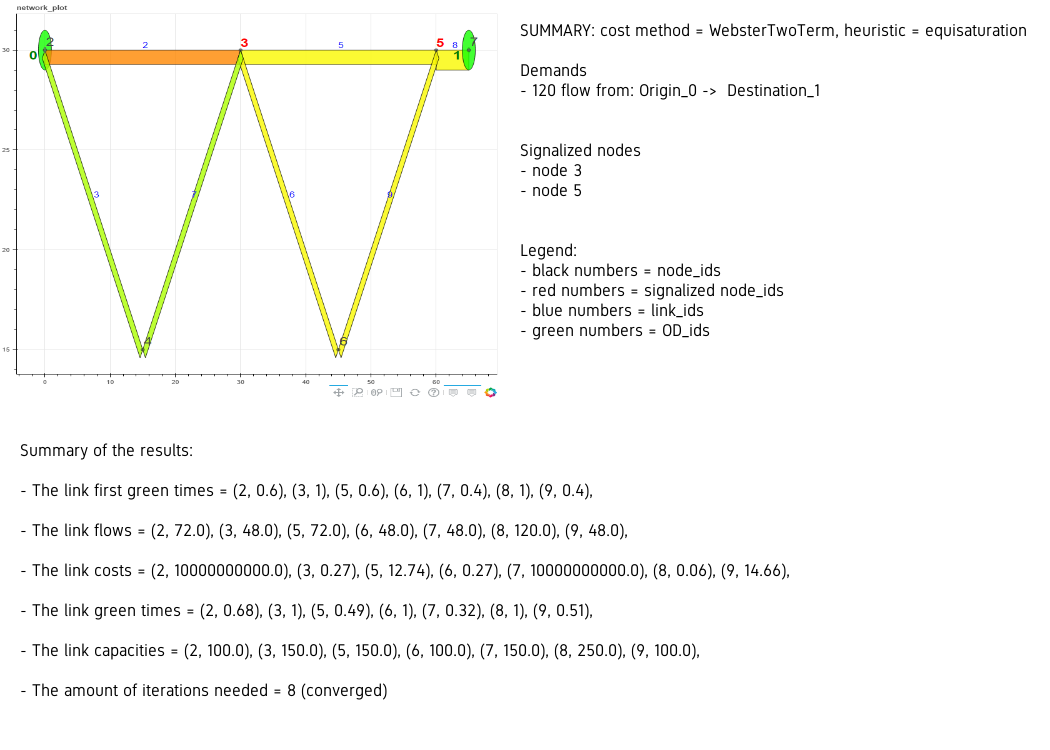 network_plot
SUMMARY: cost method = WebsterTwoTerm, heuristic = equisaturation
Demands
- 120 flow from: Origin_0 -> Destination_1
Signalized nodes
- node 3
- node 5
Legend:
- black numbers = node_ids
- red numbers = signalized node_ids
- blue numbers = link_ids
- green numbers = OD_ids
30
25
20
15
0 2 2 3 5 5 8 1 7
3 7 6 9
4 6
0 10 20 30 40 50 60
Summary of the results:
- The link first green times = (2, 0.6), (3, 1), (5, 0.6), (6, 1), (7, 0.4), (8, 1), (9, 0.4),
- The link flows = (2, 72.0), (3, 48.0), (5, 72.0), (6, 48.0), (7, 48.0), (8, 120.0), (9, 48.0),
- The link costs = (2, 10000000000.0), (3, 0.27), (5, 12.74), (6, 0.27), (7, 10000000000.0), (8, 0.06), (9, 14.66),
- The link green times = (2, 0.68), (3, 1), (5, 0.49), (6, 1), (7, 0.32), (8, 1), (9, 0.51),
- The link capacities = (2, 100.0), (3, 150.0), (5, 150.0), (6, 100.0), (7, 150.0), (8, 250.0), (9, 100.0),
- The amount of iterations needed = 8 (converged)